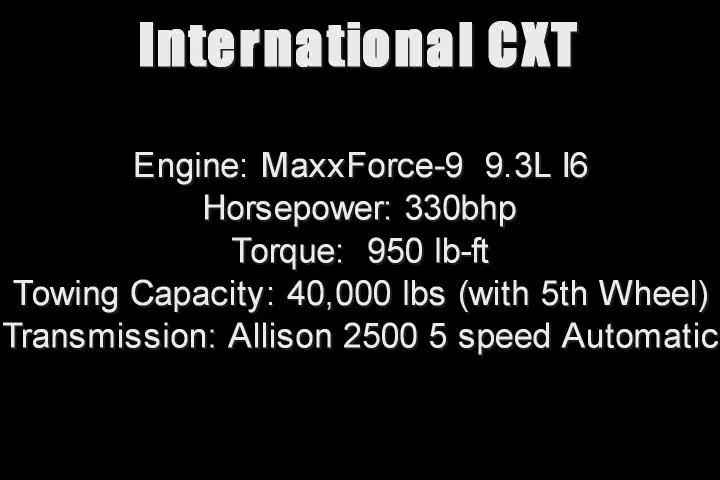 International CXT
Engine: MaxxForce-9 9.3L I6
Horsepower: 330bhp
Torque: 950 lb-ft
Towing Capacity: 40,000 lbs (with 5th Wheel)
Transmission: Allison 2500 5 speed Automatic